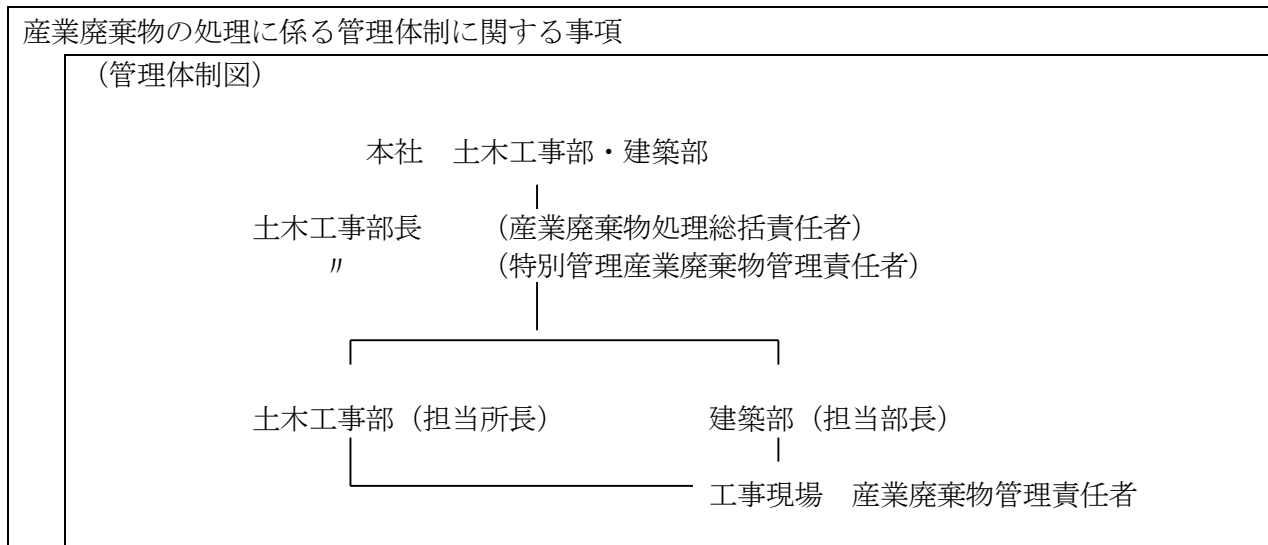 産業廃棄物の処理に係る管理体制に関する事項
（管理体制図）
本社　土木工事部・建築部
土木工事部長　（産業廃棄物処理総括責任者）
〃　（特別管理産業廃棄物管理責任者）
土木工事部（担当所長）　建築部（担当部長）
工事現場　産業廃棄物管理責任者